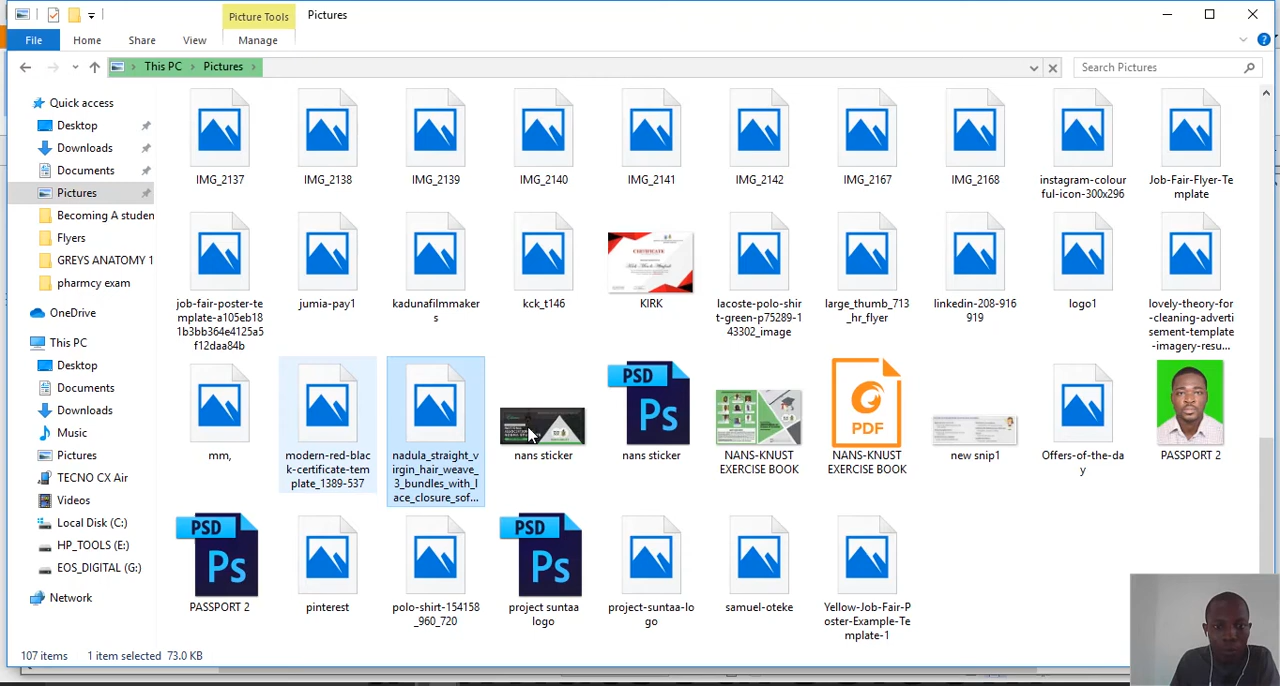 Picture Tools
Pictures
File
Home
Share
View
Manage
This PC
Pictures
Search Pictures
Quick access
Desktop
Downloads
Documents
Pictures
Becoming A studen
Flyers
GREYS ANATOMY 1
pharmcy exam
OneDrive
This PC
Desktop
Documents
Downloads
Music
Pictures
TECNO CX Air
Videos
Local Disk (C:)
HP_TOOLS (E:)
EOS_DIGITAL (G:)
Network
IMG_2137
IMG_2138
IMG_2139
IMG_2140
IMG_2141
IMG_2142
IMG_2167
IMG_2168
instagram-colour
ful-icon-300x296
Job-Fair-Flyer-Te
mplate
job-fair-poster-te
mplate-a105eb18
1b3bb364e4125a5
f12daa84b
jumia-pay1
kadunafilmmaker
s
kck_t146
CERTIFICATE
KIRK
lacoste-polo-shir
t-green-p75289-1
43302_image
large_thumb_713
_hr_flyer
linkedin-208-916
919
logo1
lovely-theory-for
-cleaning-adverti
sement-template
-imagery-resu...
mm,
modern-red-blac
k-certificate-tem
plate_1389-537
nadula_straight_v
irgin_hair_weave_
3_bundles_with_l
ace_closure_sof...
nans sticker
PSD
Ps
nans sticker
NANS-KNUST
EXERCISE BOOK
PDF
NANS-KNUST
EXERCISE BOOK
new snip1
Offers-of-the-da
y
PASSPORT 2
PSD
Ps
PASSPORT 2
pinterest
polo-shirt-154158
_960_720
PSD
Ps
project suntaa
logo
project-suntaa-lo
go
samuel-oteke
Yellow-Job-Fair-P
oster-Example-Te
mplate-1
107 items
1 item selected
73.0 KB